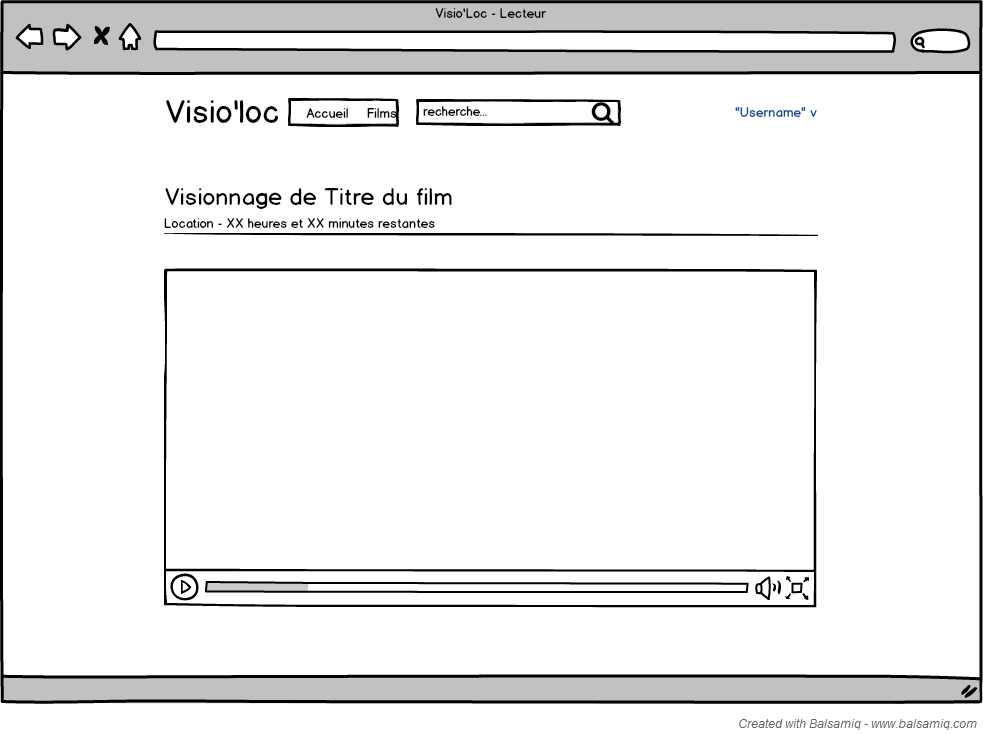 Visio'Loc - Lecteur
Visio'loc Accueil Films recherche... "Username" v
Visionnage de Titre du film
Location - XX heures et XX minutes restantes
Created with Balsamiq - www.balsamiq.com